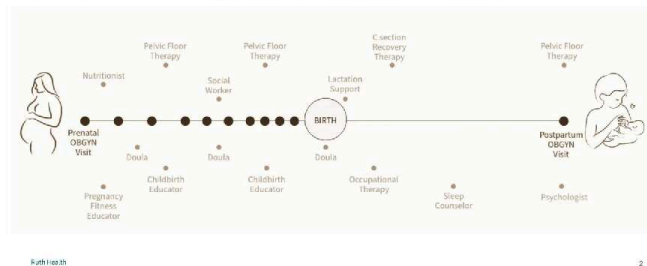 C section
Recovery
Therapy
Pelvic Floor
Therapy
Pelvic Floor
Therapy
Pelvic Floor
Therapy
Nutritionist
Social
Worker
Lactation
Support
BIRTH
Prenatal
OBGYN
Visit
Postpartum
OBGYN
Visit
Doula
Doula
Doula
Childbirth
Educator
Childbirth
Educator
Occupational
Therapy
Pregnancy
Fitness
Educator
Sleep
Counselor
Psychologist
Ruth Health
2